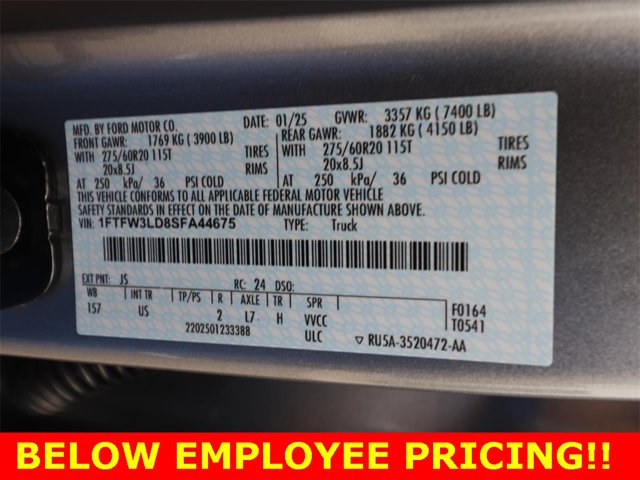 MFD. BY FORD MOTOR CO. DATE: 01/25 GVWR: 3357 KG ( 7400 LB)
FRONT GAWR: 1769 KG ( 3900 LB) REAR GAWR: 1882 KG ( 4150 LB)
WITH 275/60R20 115T TIRES WITH 275/60R20 115T TIRES
20x8.5J RIMS 20x8.5J RIMS
AT 250 kPa/ 36 PSI COLD AT 250 kPa/ 36 PSI COLD
THIS VEHICLE CONFORMS TO ALL APPLICABLE FEDERAL MOTOR VEHICLE
SAFETY STANDARDS IN EFFECT ON THE DATE OF MANUFACTURE SHOWN ABOVE.
VIN: 1FTFW3LD8SFA44675 TYPE: Truck
EXT PNT: JS RC: 24 DSO:
WB INT TR TP/PS R AXLE TR SPR F0164
157 US 2 L7 H VVCC T0541
2202501233388 ULC ▽ RU5A-3520472-AA
BELOW EMPLOYEE PRICING!!